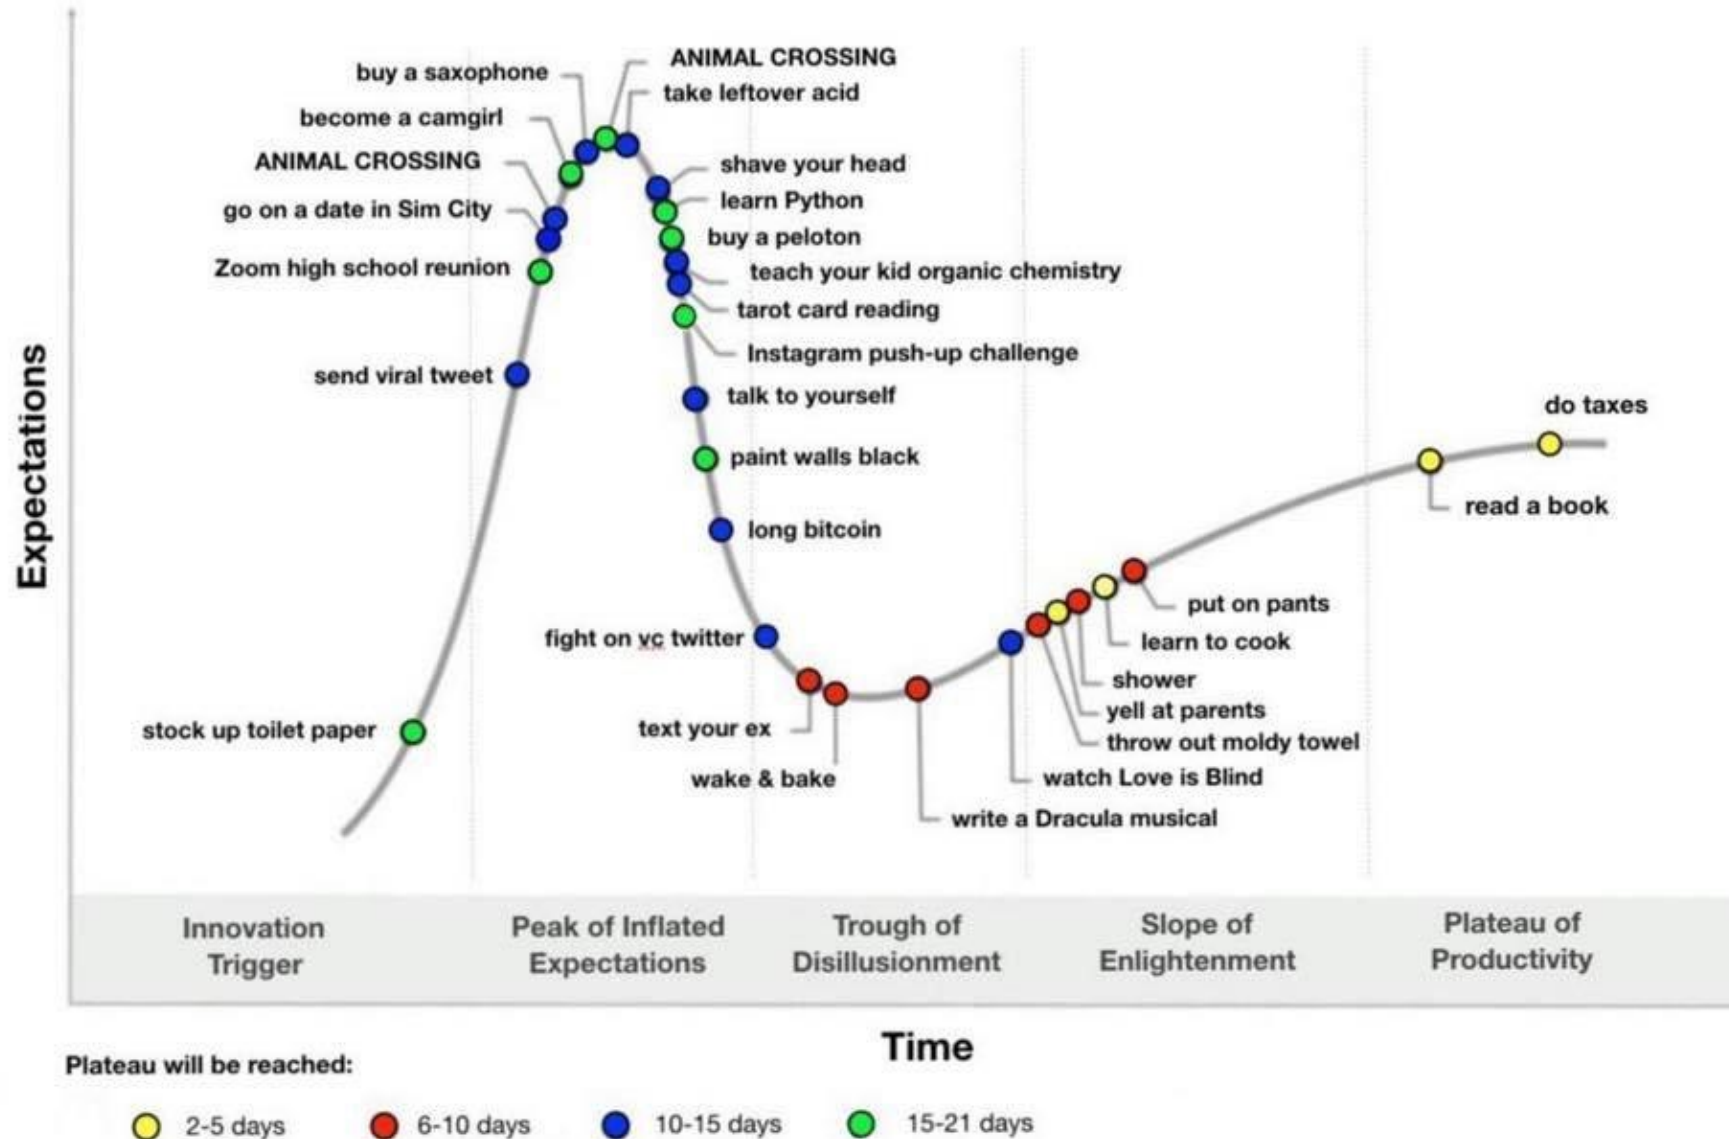 ANIMAL CROSSING
buy a saxophone
take leftover acid
become a camgirl
ANIMAL CROSSING
shave your head
learn Python
go on a date in Sim City
buy a peloton
Zoom high school reunion
teach your kid organic chemistry
tarot card reading
Instagram push-up challenge
send viral tweet
talk to yourself
do taxes
paint walls black
read a book
long bitcoin
put on pants
fight on vc twitter
learn to cook
shower
yell at parents
stock up toilet paper
text your ex
throw out moldy towel
wake & bake
watch Love is Blind
write a Dracula musical
Expectations
Innovation
Trigger
Peak of Inflated
Expectations
Trough of
Disillusionment
Slope of
Enlightenment
Plateau of
Productivity
Time
Plateau will be reached:
2-5 days
6-10 days
10-15 days
15-21 days